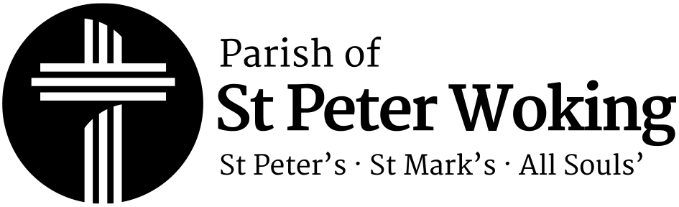 Parish of
St Peter Woking
St Peter’s · St Mark’s · All Souls’